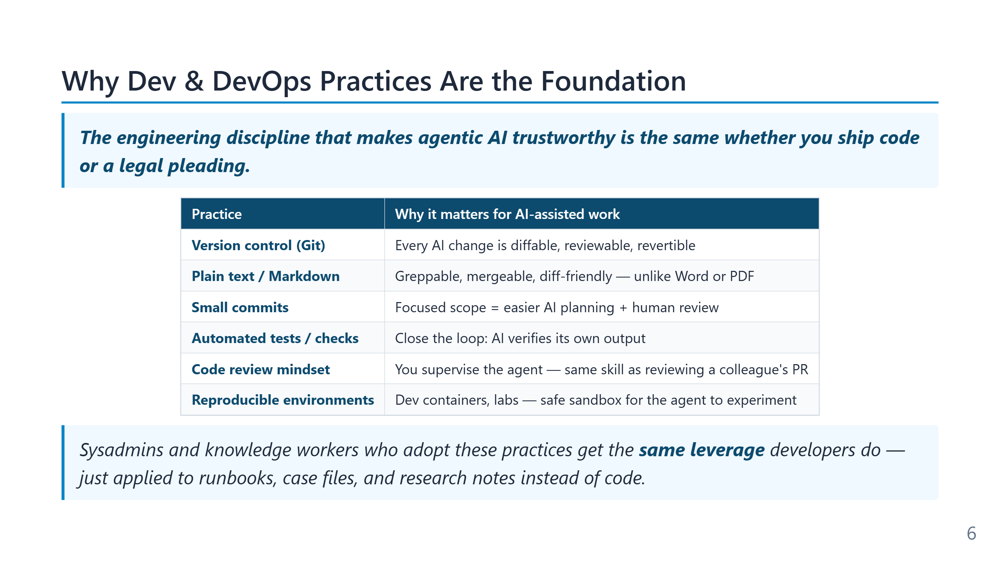 Why Dev & DevOps Practices Are the Foundation
The engineering discipline that makes agentic AI trustworthy is the same whether you ship code
or a legal pleading.
Practice Why it matters for AI-assisted work
Version control (Git) Every AI change is diffable, reviewable, revertible
Plain text / Markdown Greppable, mergeable, diff-friendly — unlike Word or PDF
Small commits Focused scope = easier AI planning + human review
Automated tests / checks Close the loop: AI verifies its own output
Code review mindset You supervise the agent — same skill as reviewing a colleague's PR
Reproducible environments Dev containers, labs — safe sandbox for the agent to experiment
Sysadmins and knowledge workers who adopt these practices get the same leverage developers do —
just applied to runbooks, case files, and research notes instead of code.
6